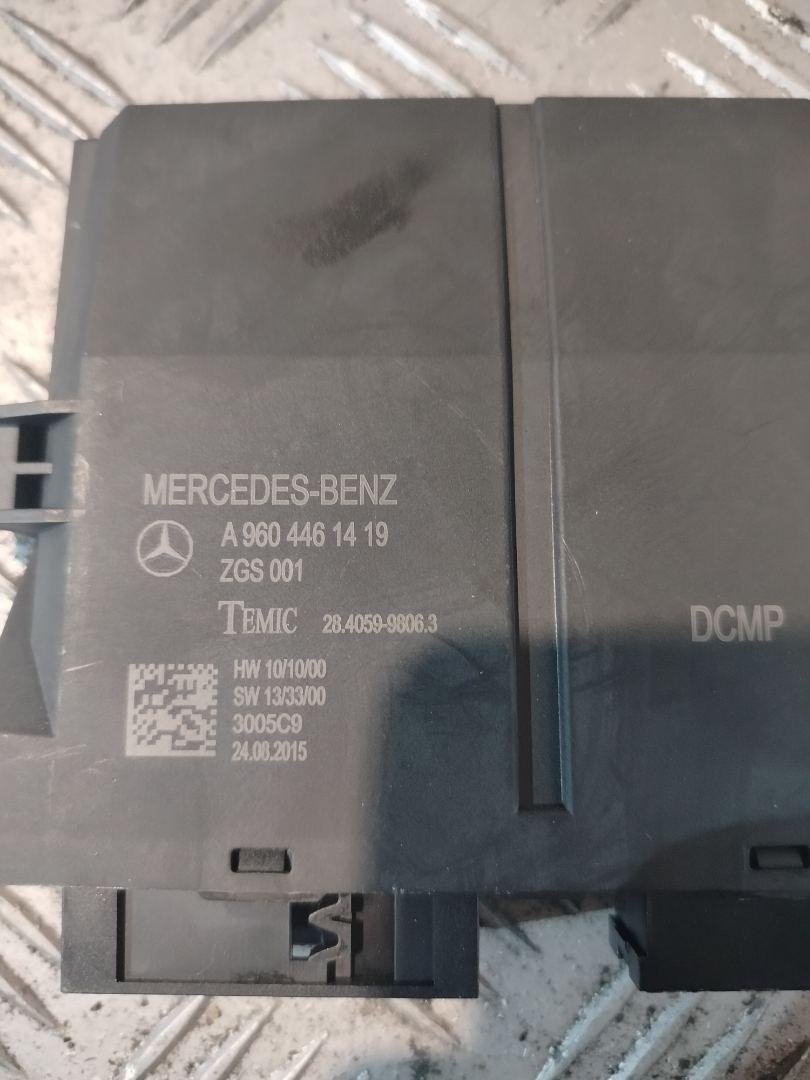 MERCEDES-BENZ
A 960 446 14 19
ZGS 001
TEMIC 28.4059-9806.3
DCMP
HW 10/10/00
SW 13/33/00
3005C9
24.08.2015